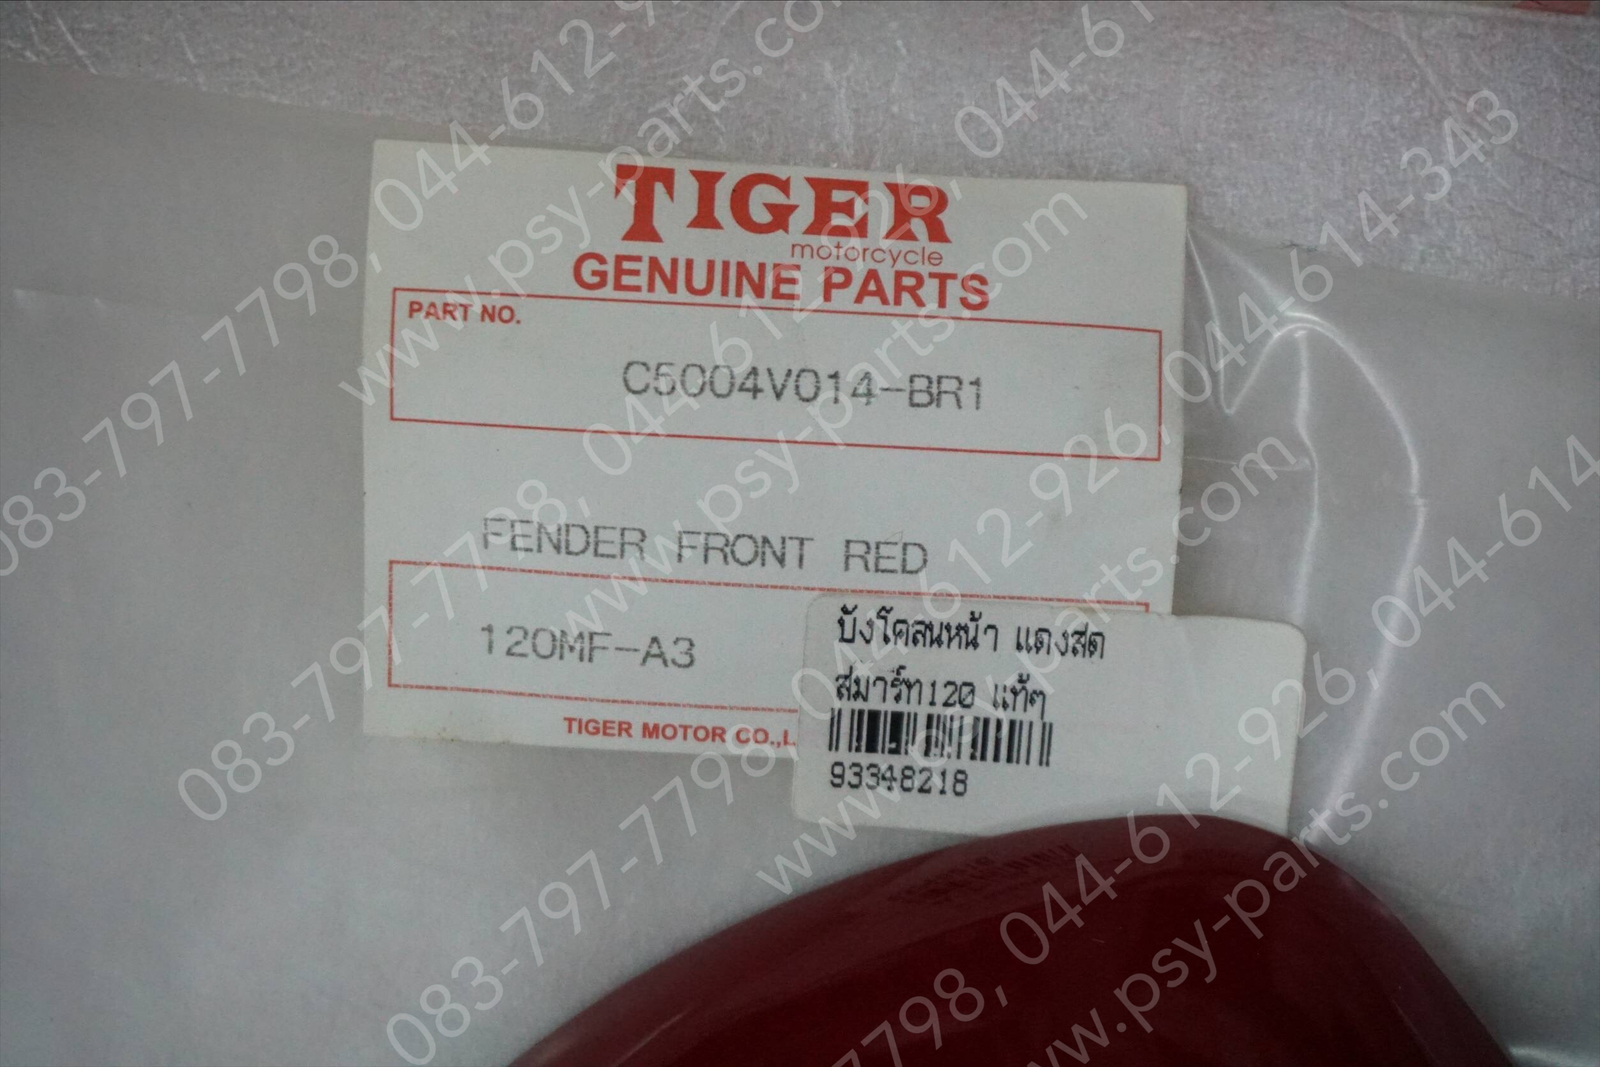 TIGER
motorcycle
GENUINE PARTS
PART NO.
C5004V014-BR1
FENDER FRONT RED
120MF-A3
TIGER MOTOR CO.,L
บังโคลนหน้า แดงสด
สมาร์ท120 แท้ๆ
93348218
083-797-7798, 044-612-926, 044-614-343
www.psy-parts.com